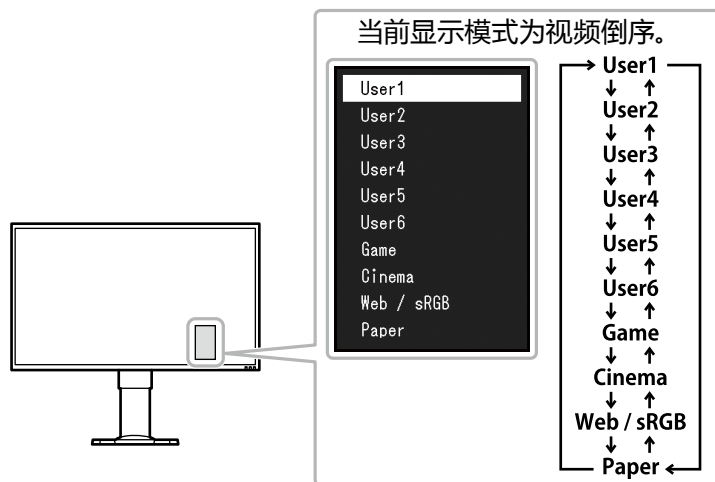 当前显示模式为视频倒序。
User1
User2
User3
User4
User5
User6
Game
Cinema
Web / sRGB
Paper
User1
User2
User3
User4
User5
User6
Game
Cinema
Web / sRGB
Paper